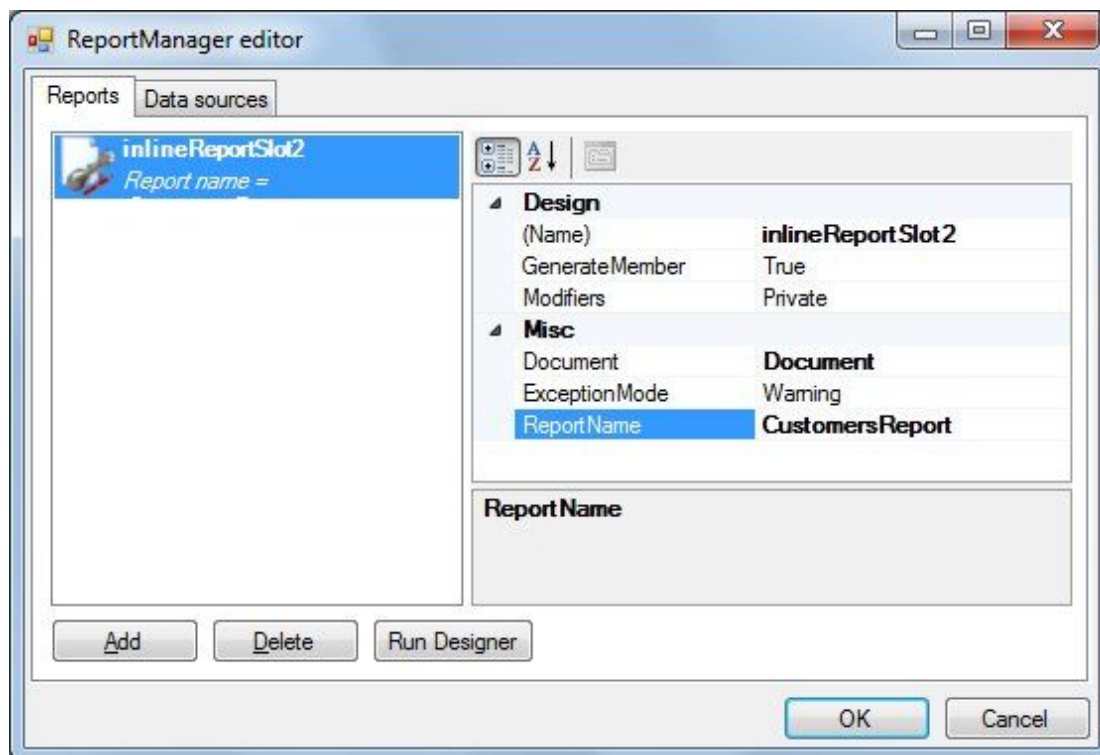 ReportManager editor
Reports Data sources
inlineReportSlot2
Report name =
Design
(Name) inlineReportSlot2
GenerateMember True
Modifiers Private
Misc
Document Document
ExceptionMode Warning
ReportName CustomersReport
ReportName
Add Delete Run Designer
OK Cancel